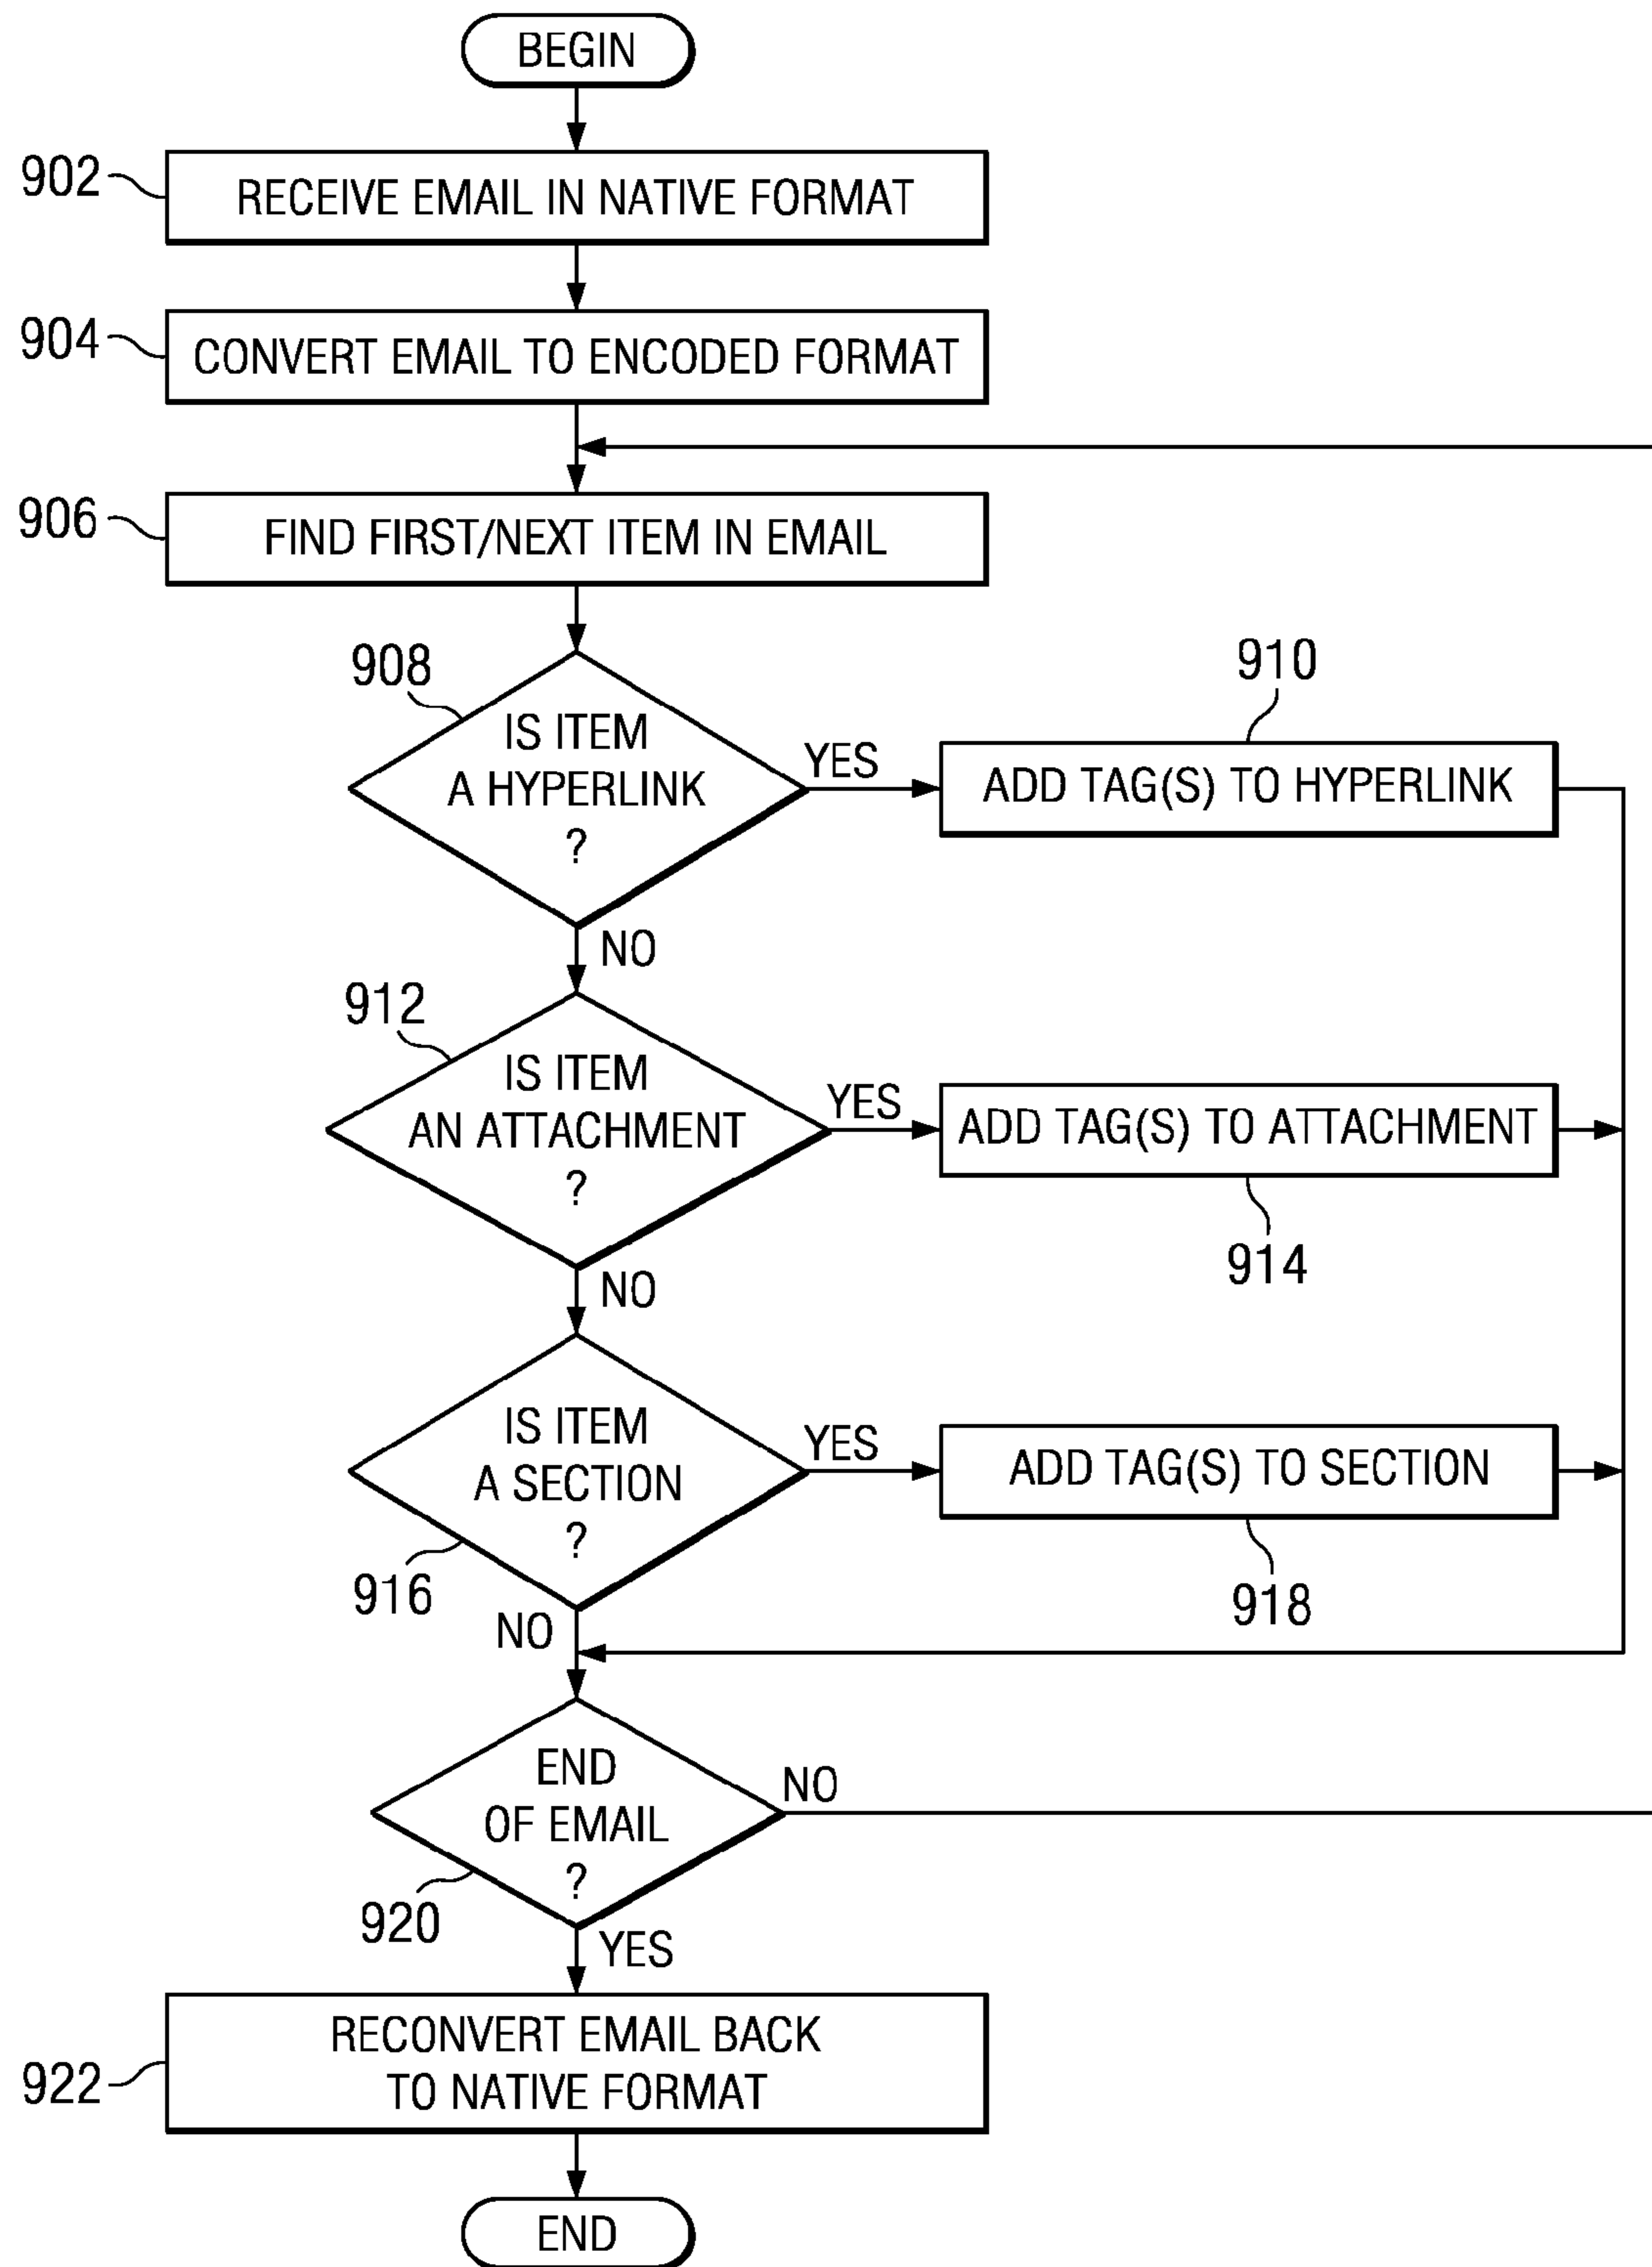 BEGIN
902
RECEIVE EMAIL IN NATIVE FORMAT
904
CONVERT EMAIL TO ENCODED FORMAT
906
FIND FIRST/NEXT ITEM IN EMAIL
908
IS ITEM
A HYPERLINK
?
YES
910
ADD TAG(S) TO HYPERLINK
NO
912
IS ITEM
AN ATTACHMENT
?
YES
ADD TAG(S) TO ATTACHMENT
914
NO
IS ITEM
A SECTION
?
916
YES
ADD TAG(S) TO SECTION
918
NO
END
OF EMAIL
?
920
NO
YES
RECONVERT EMAIL BACK
TO NATIVE FORMAT
922
END